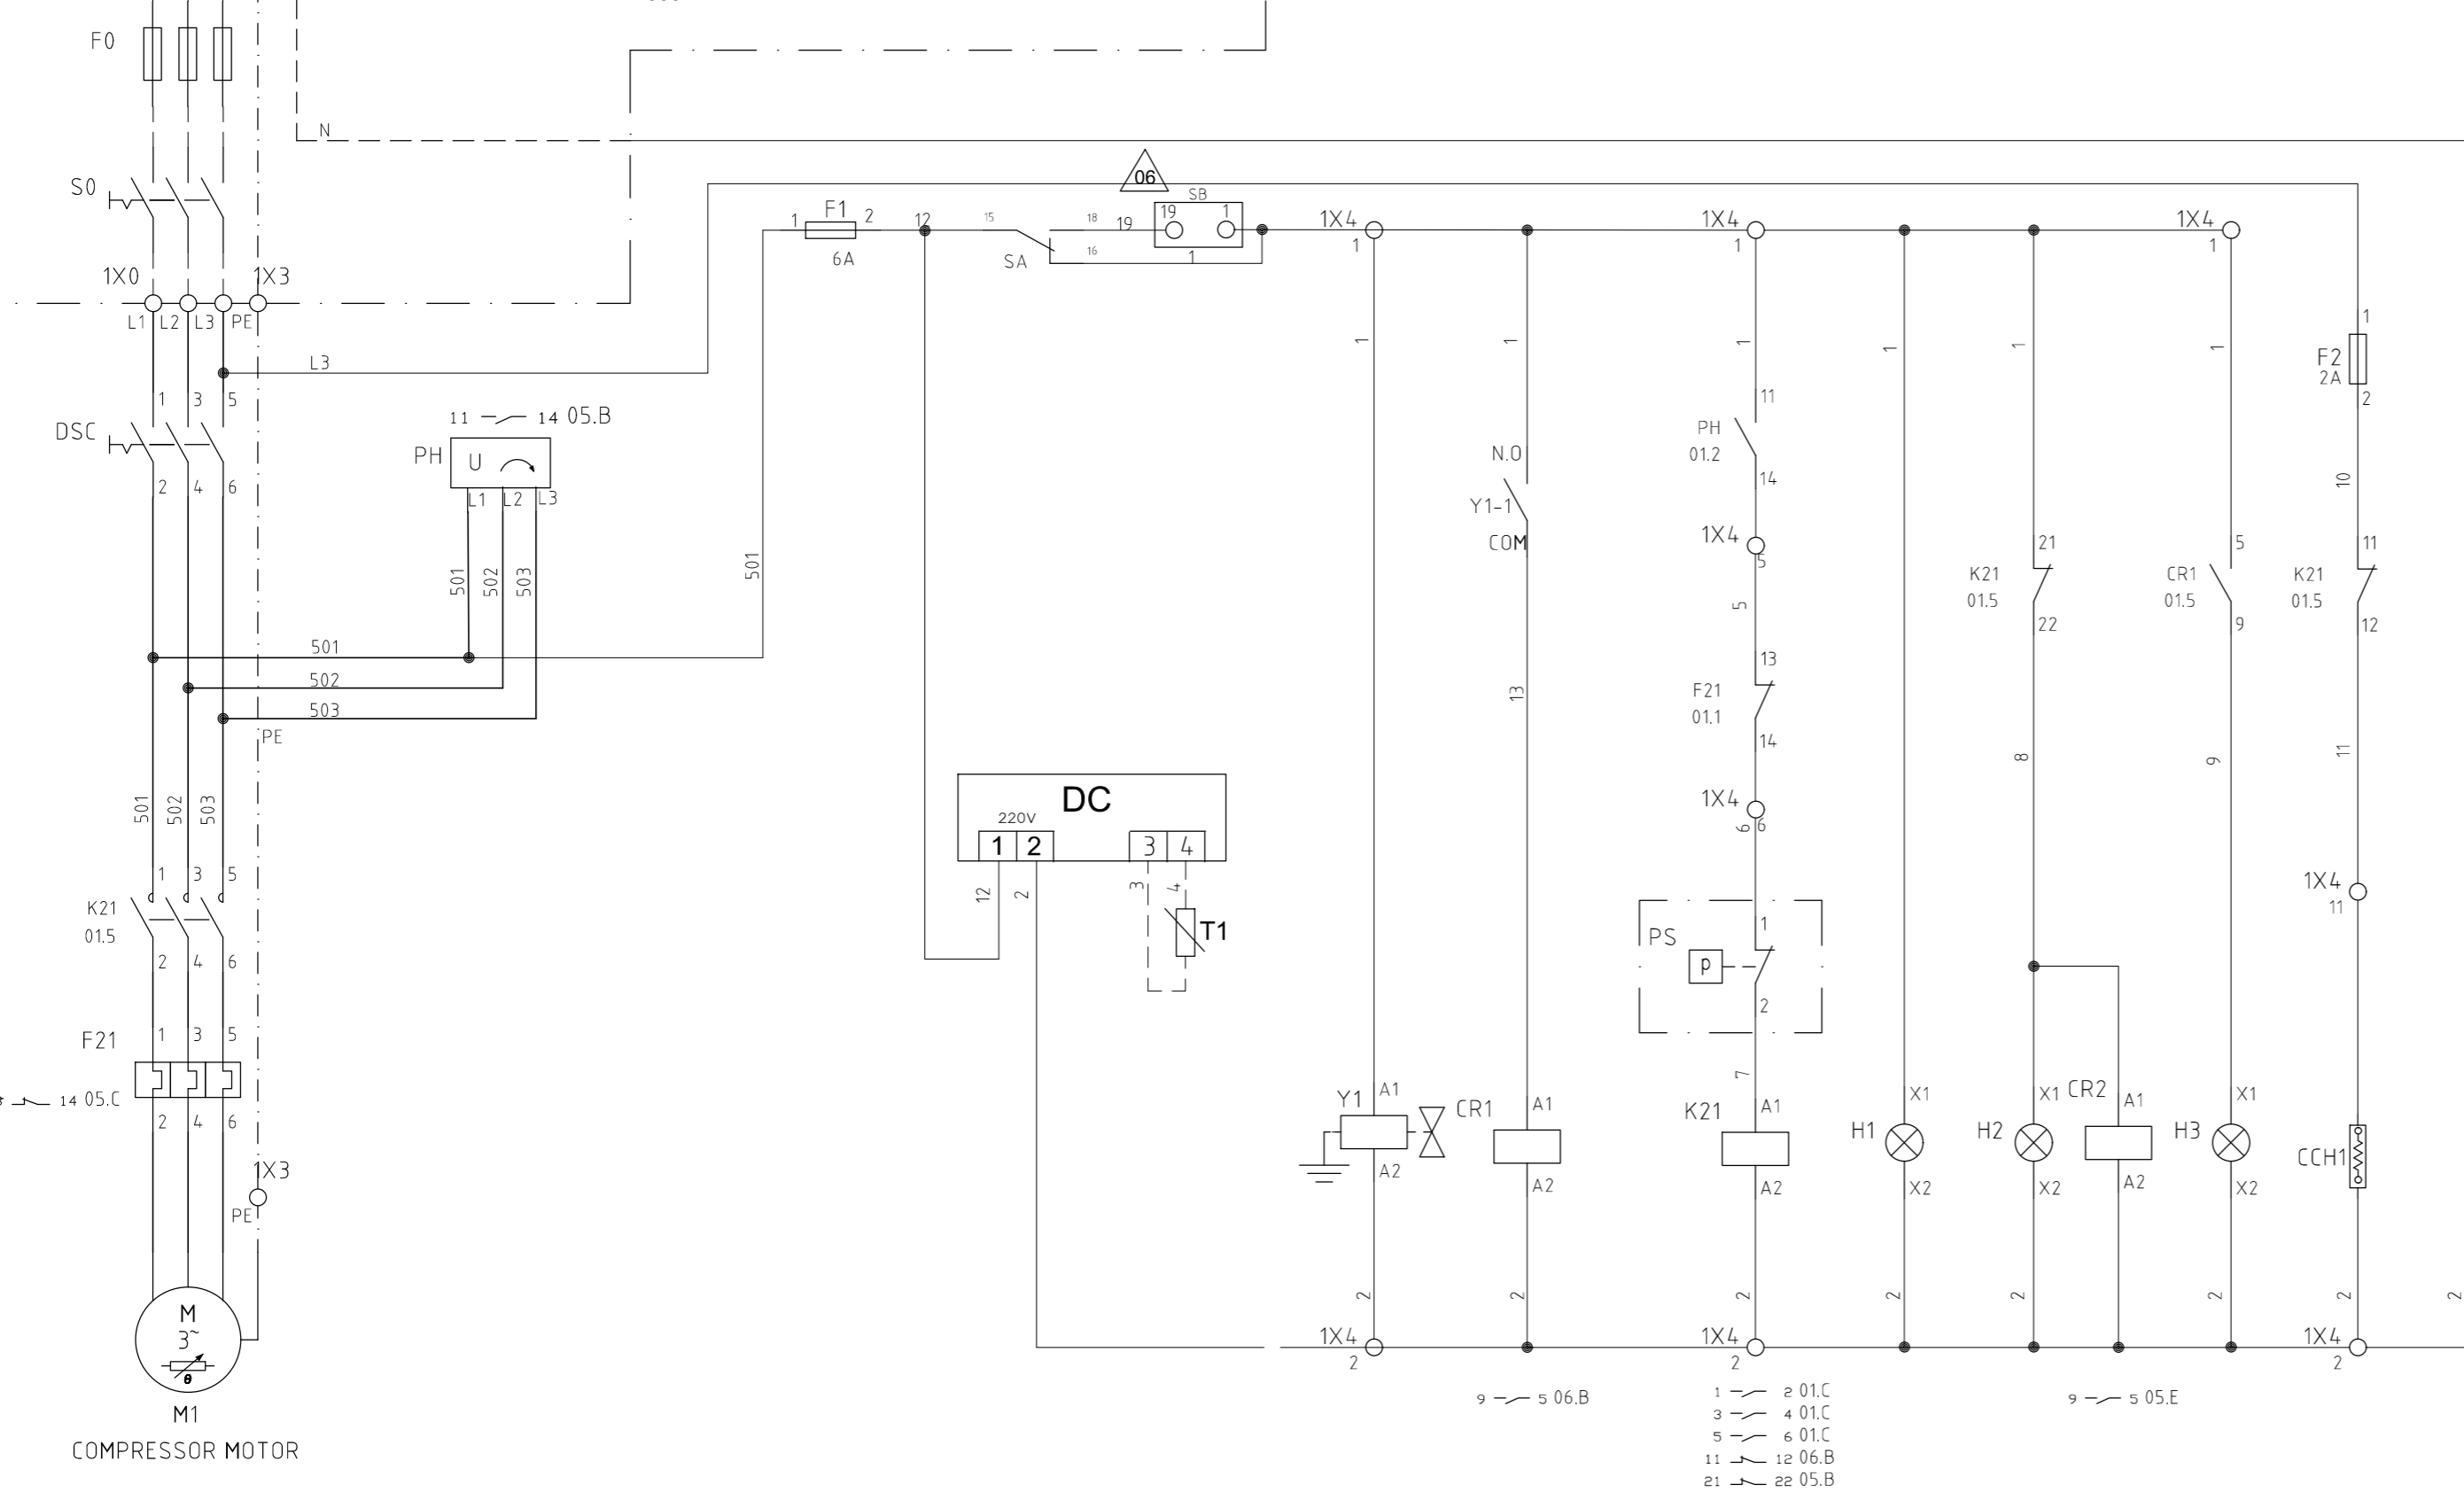 F0
N
06
S0
SB
1 F1 2 12 15 18 19 19 1
1X4 1X4 1X4
6A SA 16 1 1 1 1
1X0 1X3
L1 L2 L3 PE
L3
1 1 1 1 1 1 1
F2
2A
2
1 3 5
11 14 05.B
DSC
PH U
L1 L2 L3
2 4 6
11
PH
01.2
14
N.O
Y1-1
COM
10
1X4
5
21 5 11
K21 CR1 K21
01.5 01.5 01.5
22 9 12
501 502 503 501
5
501
502
503
PE
13
F21
01.1
14
13
8 9 11
501 502 503
DC
220V
1 2 3 4
12 2 3 4
T1
1X4
6 6
1X4
11
1 3 5
K21
01.5
2 4 6
PS
1
P
2
7
F21
1 3 5
14 05.C
2 4 6
Y1 A1
A2
CR1 A1
A2
K21 A1
A2
H1 X1
X2
H2 X1
X2
CR2 A1
A2
H3 X1
X2
CCH1
1X3
PE
2 2 2 2 2 2 2 2
1X4 1X4 1X4
2 2 2
M
3~
θ
M1
COMPRESSOR MOTOR
9 5 06.B
1 2 01.C
3 4 01.C
5 6 01.C
11 12 06.B
21 22 05.B
9 5 05.E